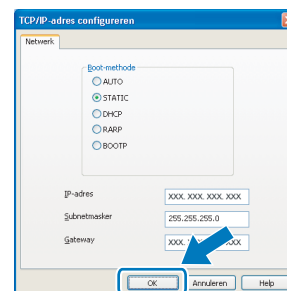 TCP/IP-adres configureren
Netwerk
Boot-methode
AUTO
STATIC
DHCP
RARP
BOOTP
IP-adres XXX. XXX. XXX. XXX
Subnetmasker 255.255.255.0
Gateway XXX. XXX
OK Annuleren Help